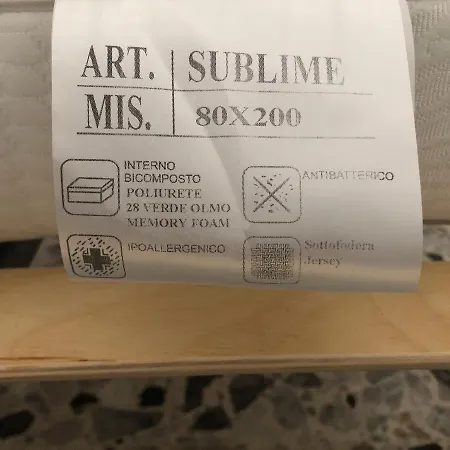 ART. SUBLIME
MIS. 80X200
INTERNO
BICOMPOSTO
POLIURETE
28 VERDE OLMO
MEMORY FOAM
ANTIBATTERICO
IPOALLERGENICO
Sottofodera
Jersey